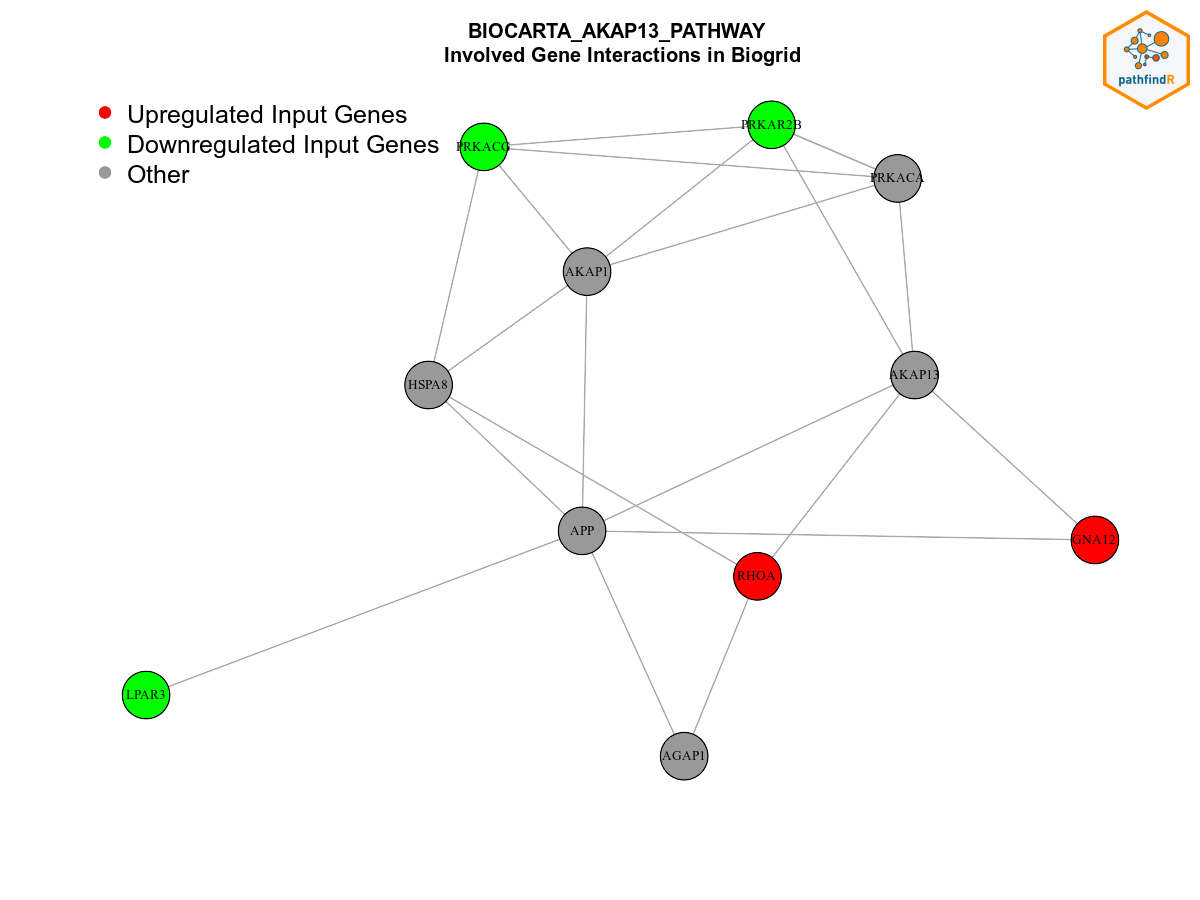 BIOCARTA_AKAP13_PATHWAY
Involved Gene Interactions in Biogrid
pathfindR
Upregulated Input Genes
Downregulated Input Genes
Other
PRKACG
PRKAR2B
PRKACA
AKAP1
HSPA8
AKAP13
APP
GNA12
RHOA
LPAR3
AGAP1